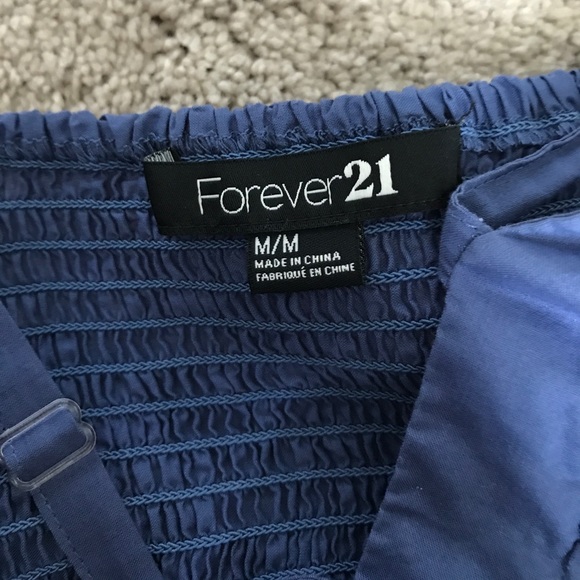 Forever21
M/M
MADE IN CHINA
FABRIQUÉ EN CHINE